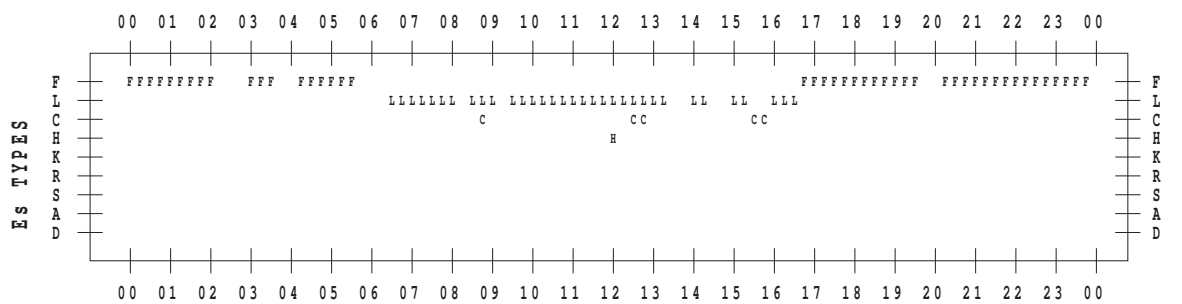 00 01 02 03 04 05 06 07 08 09 10 11 12 13 14 15 16 17 18 19 20 21 22 23 00
F FFFFFFFFF FFF FFFFFF FFFFFFFFFFFF FFFFFFFFFFFFFFF F
L LLLLLLL LLL LLLLLLLLLLLLLLLL LL LL LLL L
C C CC CC C
H H H
K K
R R
S S
A A
D D
Es TYPES
00 01 02 03 04 05 06 07 08 09 10 11 12 13 14 15 16 17 18 19 20 21 22 23 00